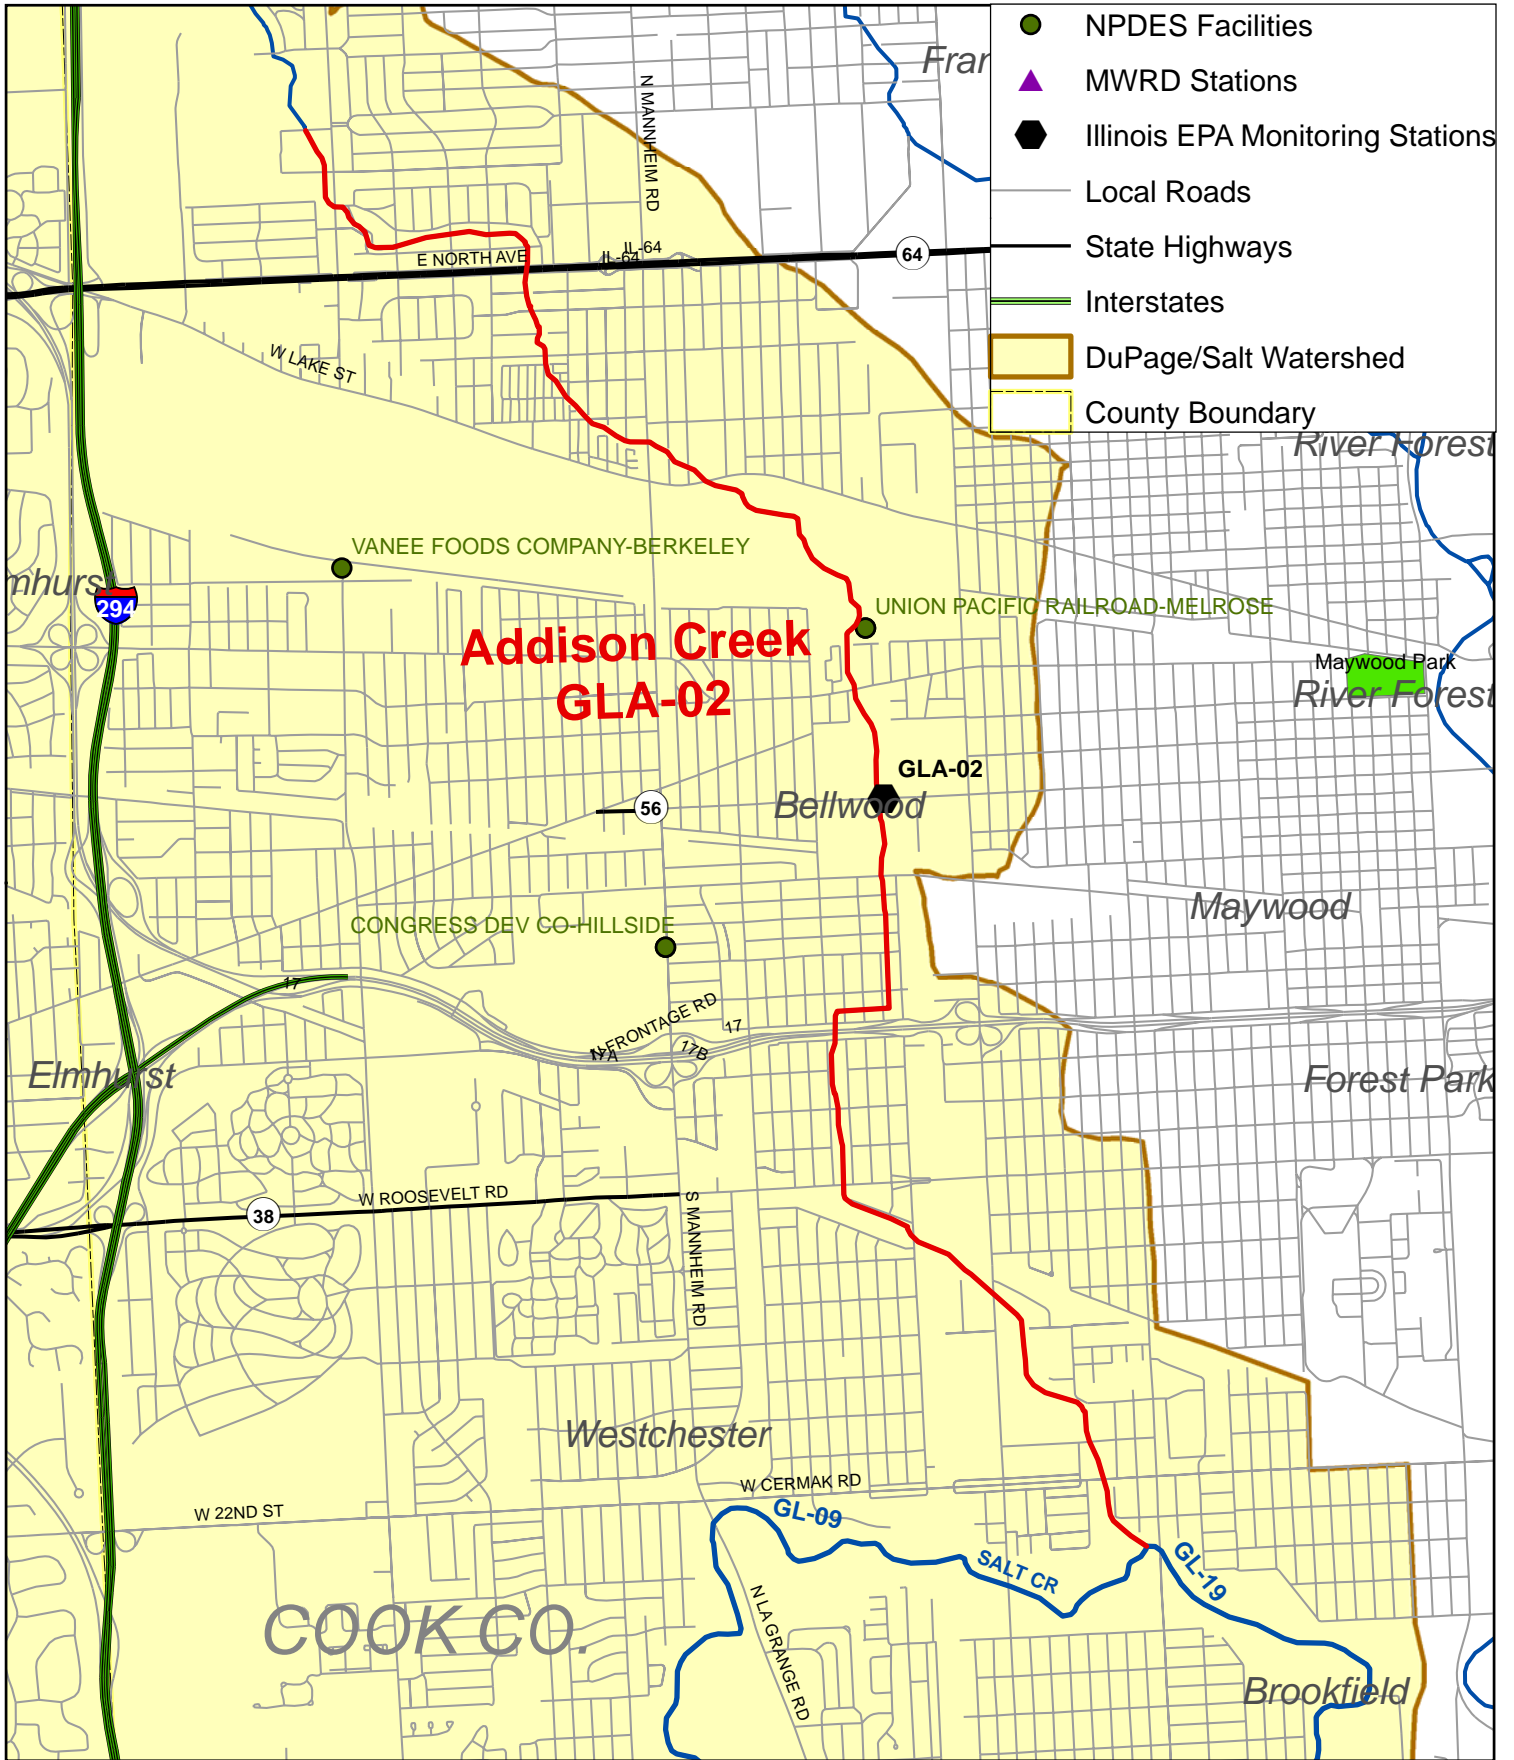 NPDES Facilities
MWRD Stations
Illinois EPA Monitoring Stations
Local Roads
State Highways
Interstates
DuPage/Salt Watershed
County Boundary
Fran
N MANNHEIM RD
IL-64
IL-64
E NORTH AVE
64
W LAKE ST
River Forest
VANEE FOODS COMPANY-BERKELEY
mhurst
294
UNION PACIFIC RAILROAD-MELROSE
Addison Creek
GLA-02
Maywood Park
River Forest
GLA-02
Bellwood
56
Maywood
CONGRESS DEV CO-HILLSIDE
17
N FRONTAGE RD
17
17A
17B
Elmhurst
Forest Park
W ROOSEVELT RD
38
S MANNHEIM RD
Westchester
W CERMAK RD
W 22ND ST
GL-09
SALT CR
GL-19
N LA GRANGE RD
COOK CO.
Brookfield